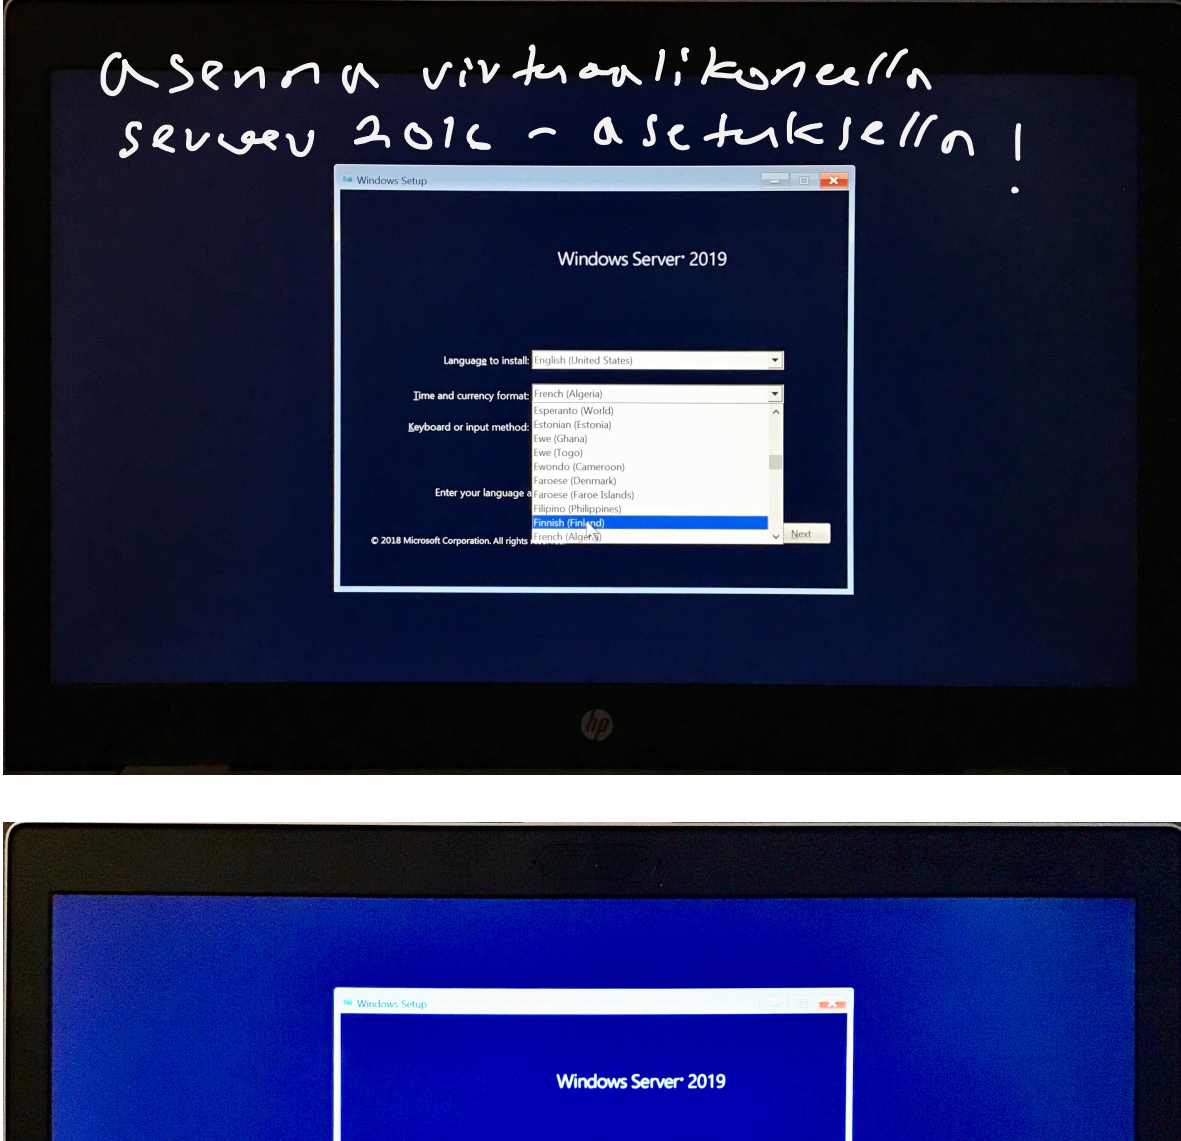 asenna virtuaalikoneella
server 2016 - asetuksella!
Windows Setup
Windows Server 2019
Language to install: English (United States)
Time and currency format: French (Algeria)
Esperanto (World)
Keyboard or input method: Estonian (Estonia)
Ewe (Ghana)
Ewe (Togo)
Ewondo (Cameroon)
Faroese (Denmark)
Enter your language a Faroese (Faroe Islands)
Filipino (Philippines)
Finnish (Finland)
French (Algeria) Next
© 2018 Microsoft Corporation. All rights
hp
Windows Setup
Windows Server 2019